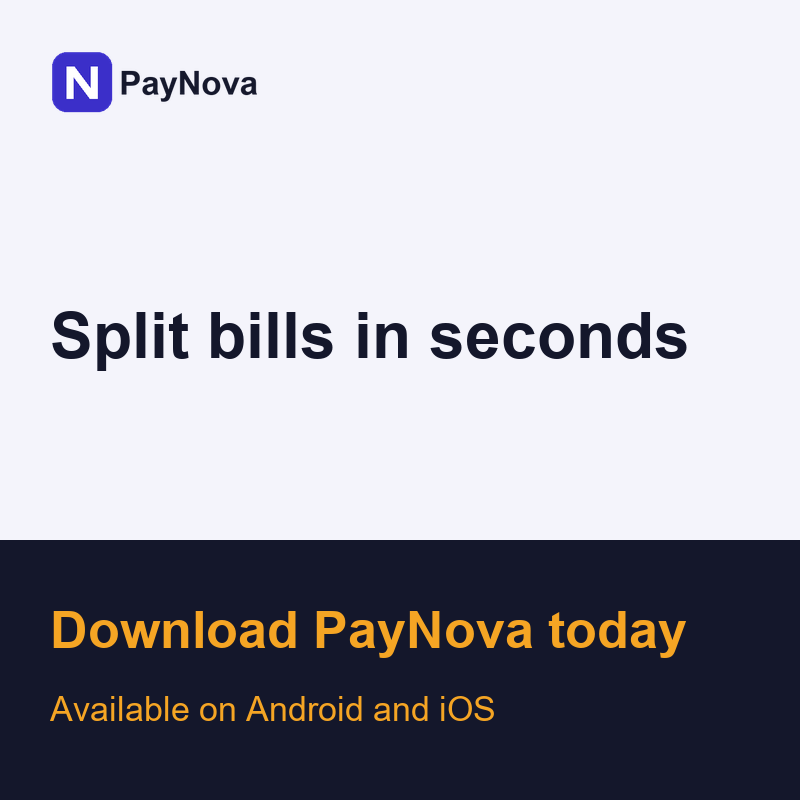 N PayNova
Split bills in seconds
Download PayNova today
Available on Android and iOS